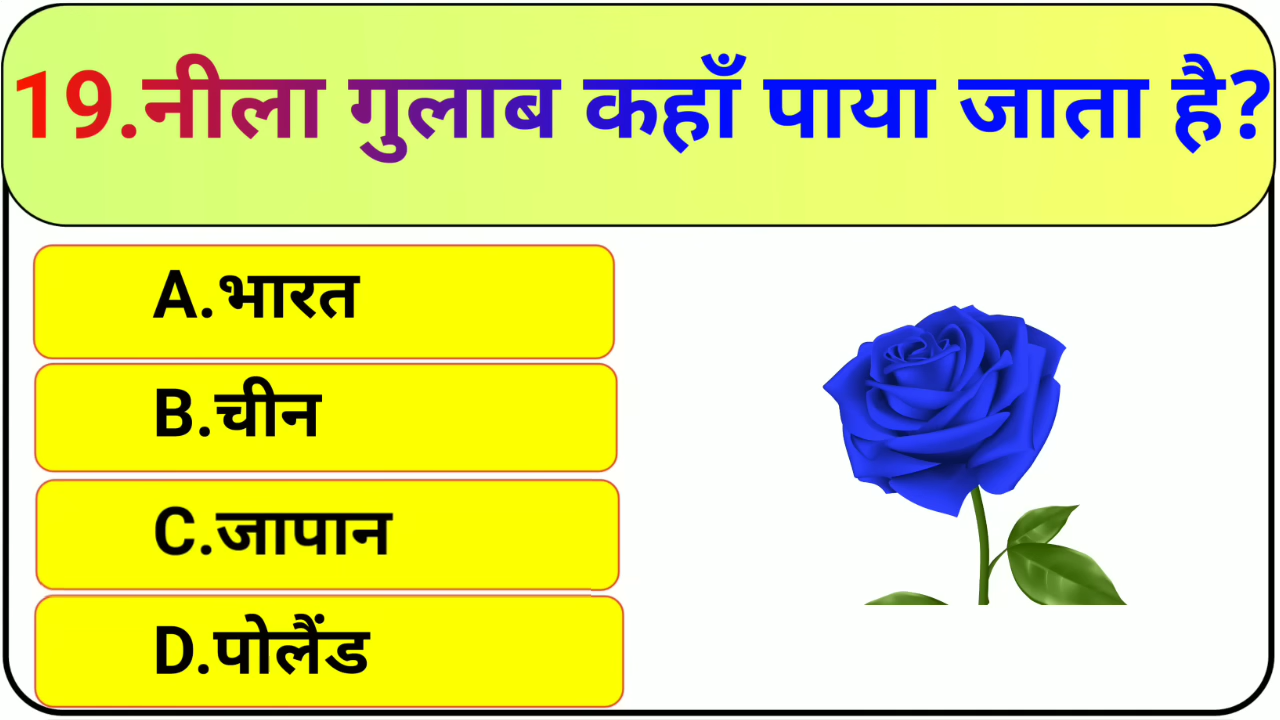 19.नीला गुलाब कहाँ पाया जाता है?
A.भारत
B.चीन
C.जापान
D.पोलैंड